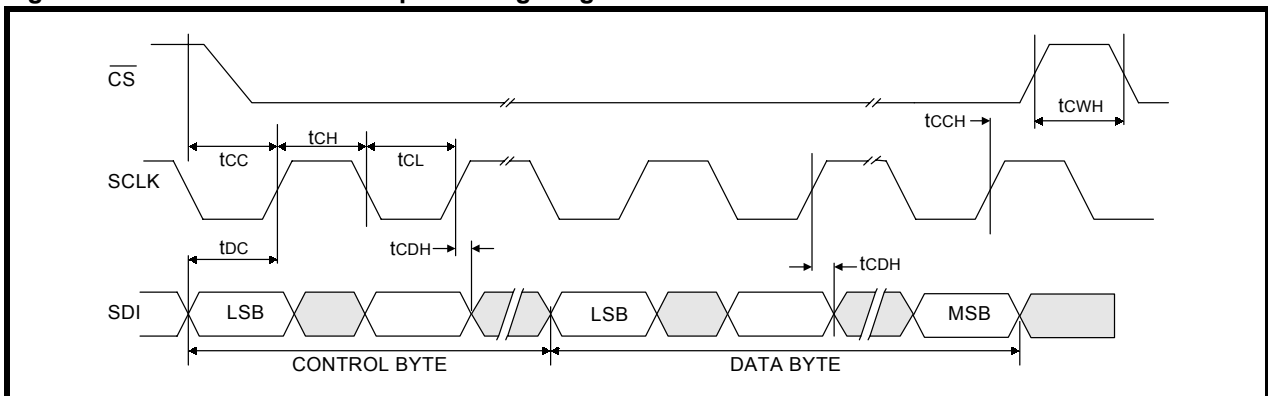 CS
tCWH
tCCH
tCC
tCH
tCL
SCLK
tDC
tCDH
tCDH
SDI
LSB
LSB
MSB
CONTROL BYTE
DATA BYTE